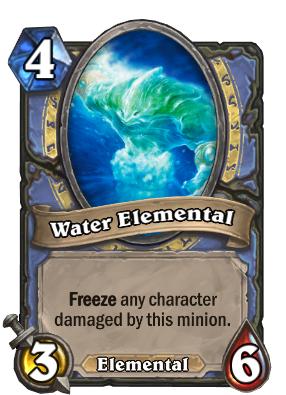 4
Water Elemental
Freeze any character
damaged by this minion.
3
Elemental
6